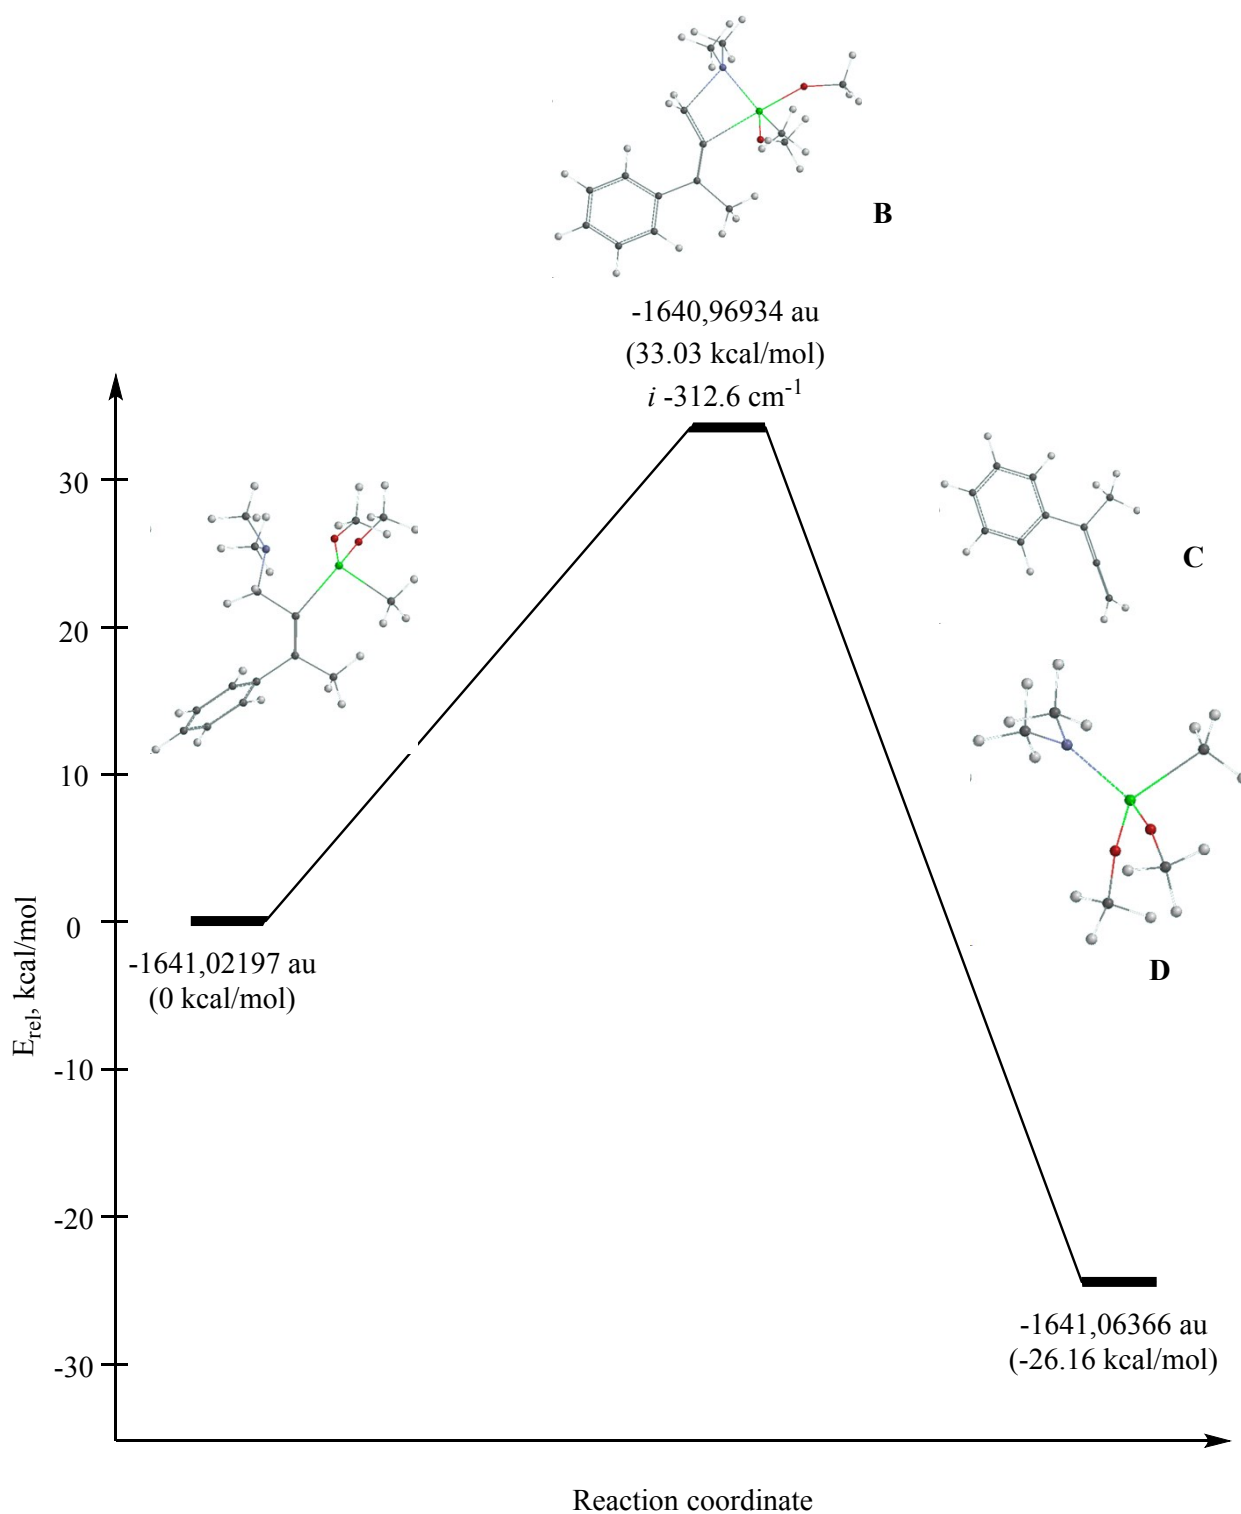 B
-1640,96934 au
(33.03 kcal/mol)
i -312.6 cm-1
30
C
20
10
D
0
-1641,02197 au
(0 kcal/mol)
Erel, kcal/mol
-10
-20
-1641,06366 au
(-26.16 kcal/mol)
-30
Reaction coordinate